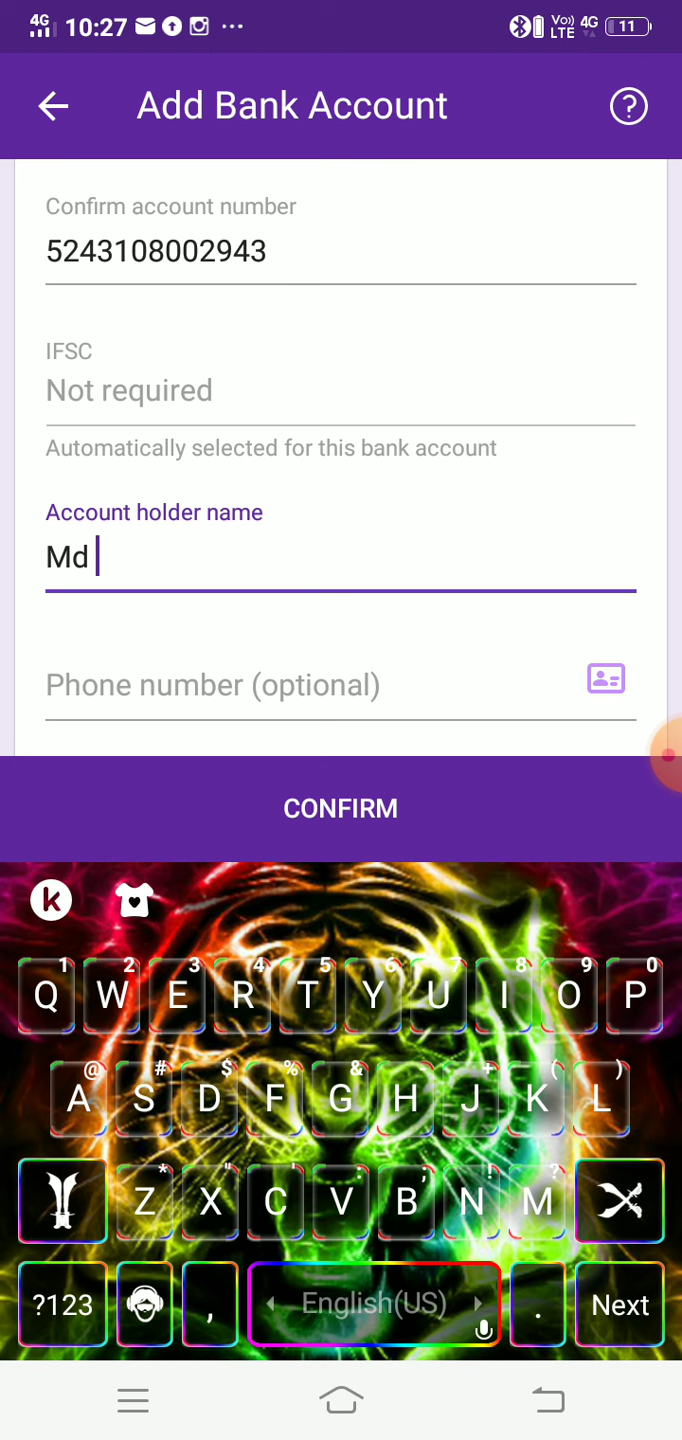 4G 10:27 ... Vo)) LTE 4G 11
Add Bank Account ?
Confirm account number
5243108002943
IFSC
Not required
Automatically selected for this bank account
Account holder name
Md
Phone number (optional)
CONFIRM
k
1 2 3 4 5 6 7 8 9 0
Q W E R T Y U I O P
@ # $ % & - + ( )
A S D F G H J K L
* " ' : ; ! ?
Z X C V B N M
?123 , English(US) . Next